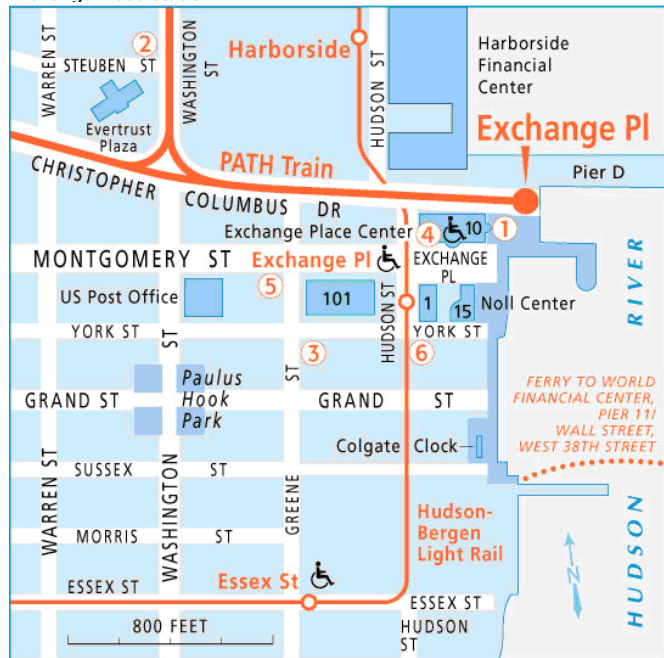 WARREN ST
STEUBEN ST
2
WASHINGTON
ST
Harborside
HUDSON ST
Harborside
Financial
Center
Evertrust
Plaza
Exchange Pl
PATH Train
Pier D
CHRISTOPHER
COLUMBUS DR
Exchange Place Center
4
10
1
MONTGOMERY ST
Exchange Pl
EXCHANGE
PL
US Post Office
5
101
1
15
Noll Center
HUDSON ST
YORK ST
3
6
YORK ST
RIVER
ST
Paulus
Hook
Park
ST
GRAND ST
GRAND ST
FERRY TO WORLD
FINANCIAL CENTER,
PIER 11/
WALL STREET,
WEST 38TH STREET
Colgate Clock
WARREN ST
SUSSEX ST
WASHINGTON
GREENE
MORRIS ST
Hudson-
Bergen
Light Rail
HUDSON
N
ESSEX ST
Essex St
ESSEX ST
800 FEET
HUDSON
ST